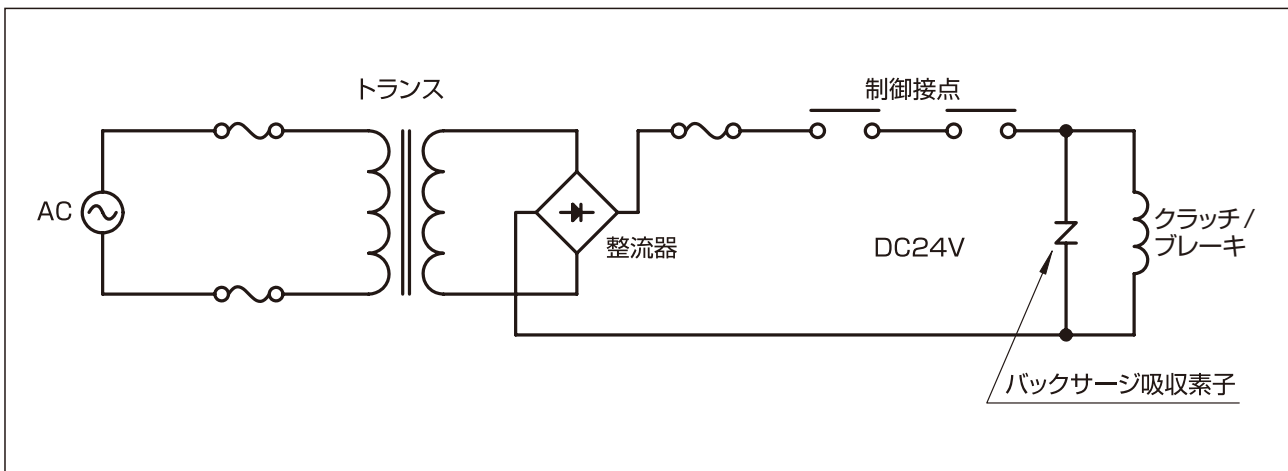 トランス
制御接点
AC
整流器
DC24V
クラッチ/
ブレーキ
バックサージ吸収素子